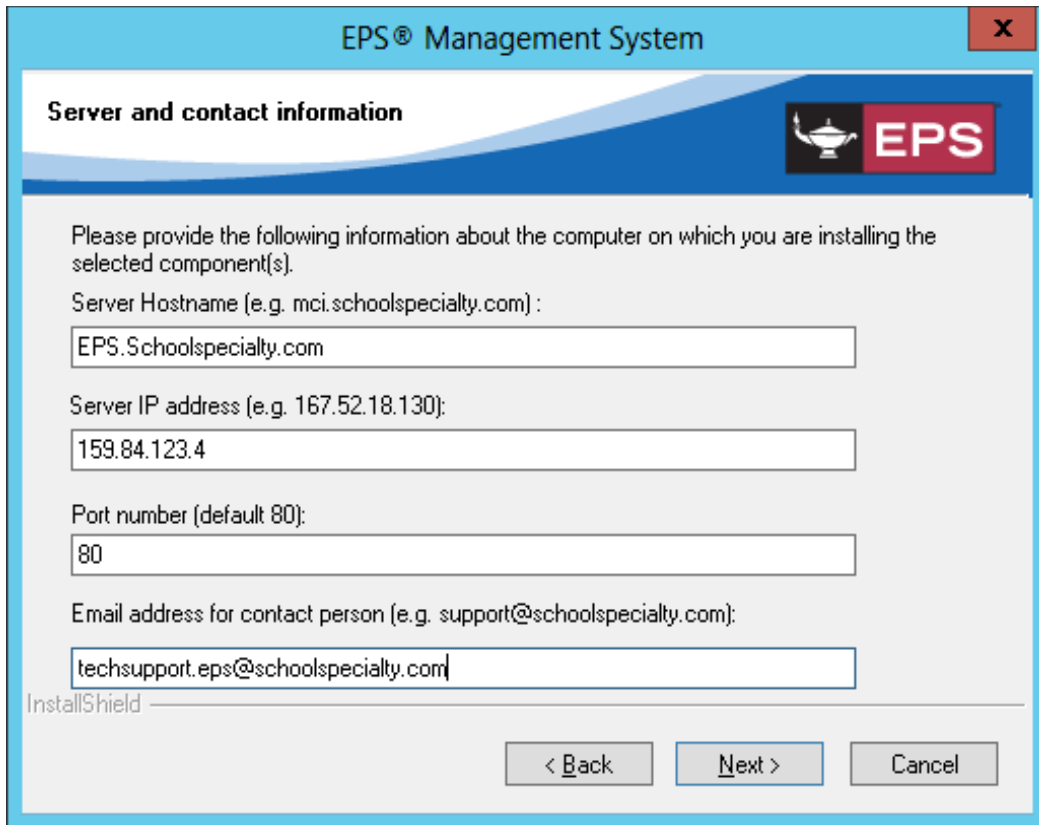 EPS® Management System
x
Server and contact information
EPS
Please provide the following information about the computer on which you are installing the
selected component(s).
Server Hostname (e.g. mci.schoolspecialty.com) :
EPS.Schoolspecialty.com
Server IP address (e.g. 167.52.18.130):
159.84.123.4
Port number (default 80):
80
Email address for contact person (e.g. support@schoolspecialty.com):
techsupport.eps@schoolspecialty.com
InstallShield
< Back
Next >
Cancel